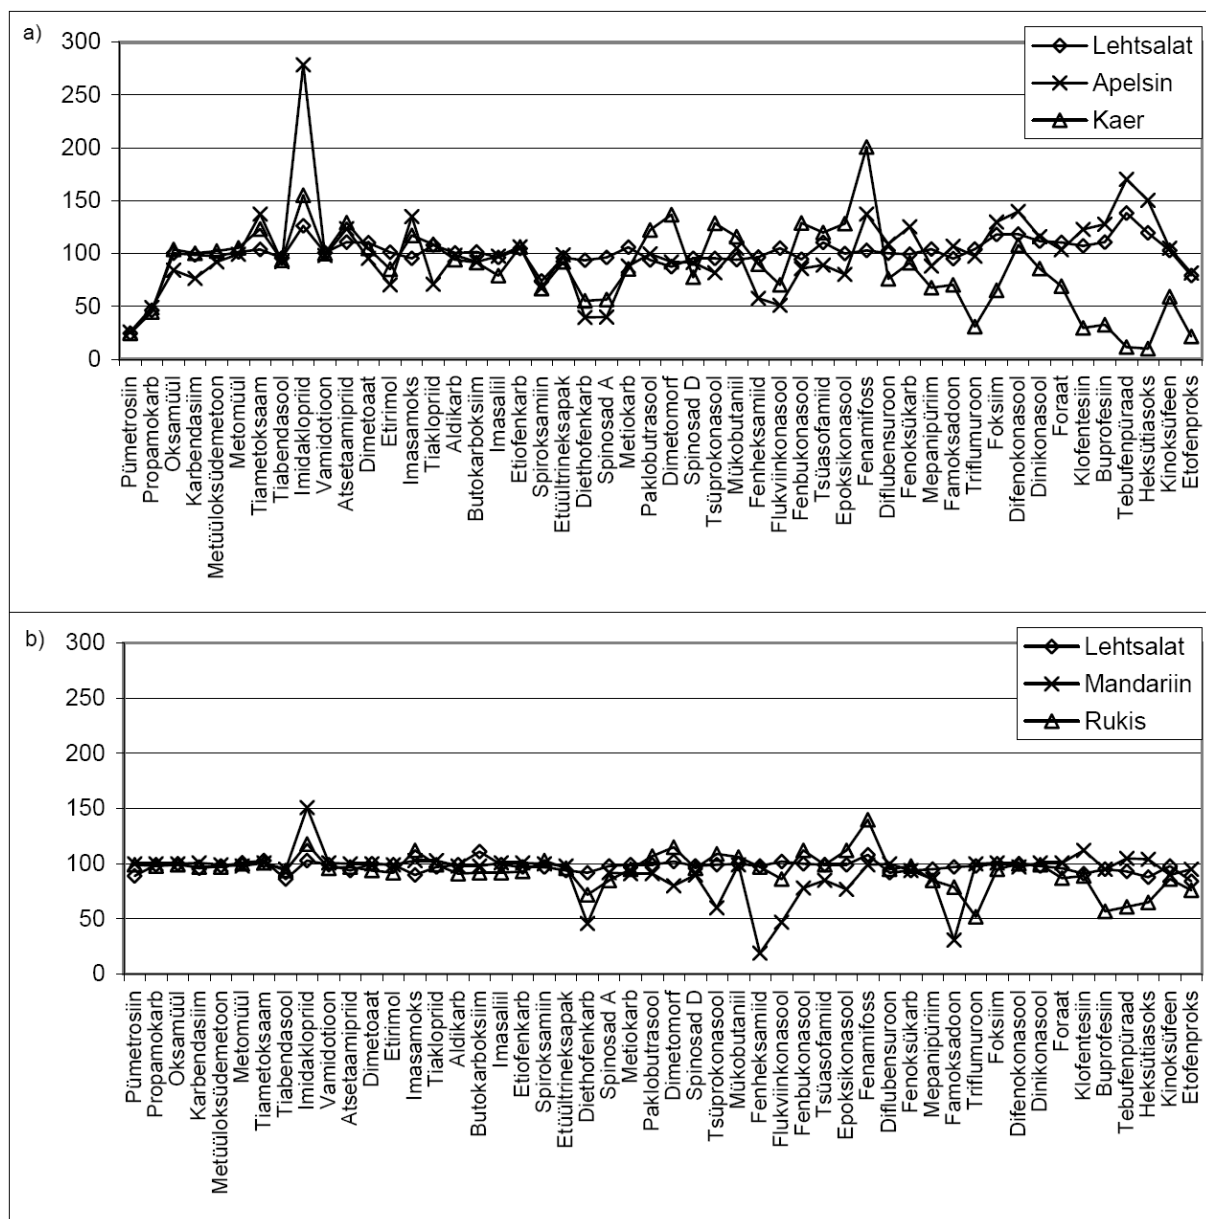 a)
300
250
200
150
100
50
0
Lehtsalat
Apelsin
Kaer
Pümetrosiin
Propamokarb
Oksamüül
Karbendasiim
Metüüloksüdemetoon
Metomüül
Tiametoksaam
Tiabendasool
Imidaklopriid
Vamidotioon
Atsetaamipriid
Dimetoaat
Etirimol
Imasamoks
Tiaklopriid
Aldikarb
Butokarboksiim
Imasaliil
Etiofenkarb
Spiroksamiin
Etüültrineksapak
Diethofenkarb
Spinosad A
Metiokarb
Paklobutrasool
Dimetomorf
Spinosad D
Tsüprokonasool
Mükobutaniil
Fenheksamiid
Flukviinkonasool
Fenbukonasool
Tsüasofamiid
Epoksikonasool
Fenamifoss
Diflubensuroon
Fenoksükarb
Mepanipüriim
Famoksadoon
Triflumuroon
Foksiim
Difenokonasool
Dinikonasool
Foraat
Klofentesiin
Buprofesiin
Tebufenpüraad
Heksütiasoks
Kinoksüfeen
Etofenproks
b)
300
250
200
150
100
50
0
Lehtsalat
Mandariin
Rukis
Pümetrosiin
Propamokarb
Oksamüül
Karbendasiim
Metüüloksüdemetoon
Metomüül
Tiametoksaam
Tiabendasool
Imidaklopriid
Vamidotioon
Atsetaamipriid
Dimetoaat
Etirimol
Imasamoks
Tiaklopriid
Aldikarb
Butokarboksiim
Imasaliil
Etiofenkarb
Spiroksamiin
Etüültrineksapak
Diethofenkarb
Spinosad A
Metiokarb
Paklobutrasool
Dimetomorf
Spinosad D
Tsüprokonasool
Mükobutaniil
Fenheksamiid
Flukviinkonasool
Fenbukonasool
Tsüasofamiid
Epoksikonasool
Fenamifoss
Diflubensuroon
Fenoksükarb
Mepanipüriim
Famoksadoon
Triflumuroon
Foksiim
Difenokonasool
Dinikonasool
Foraat
Klofentesiin
Buprofesiin
Tebufenpüraad
Heksütiasoks
Kinoksüfeen
Etofenproks